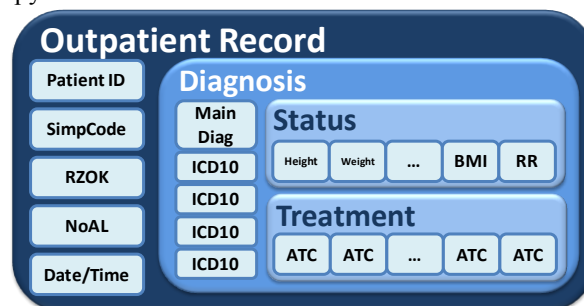 Outpatient Record
Patient ID
SimpCode
RZOK
NoAL
Date/Time
Diagnosis
Main
Diag
ICD10
ICD10
ICD10
ICD10
Status
Height Weight ... BMI RR
Treatment
ATC ATC ... ATC ATC